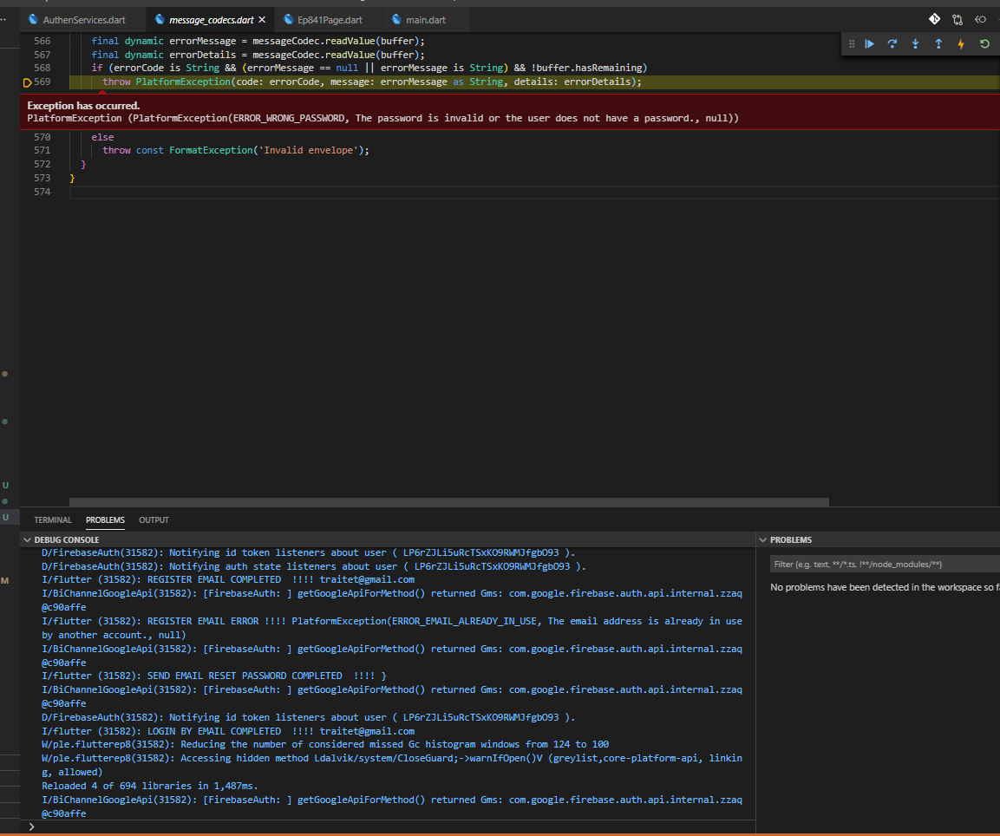 AuthenServices.dart
message_codecs.dart
Ep841Page.dart
main.dart
566 final dynamic errorMessage = messageCodec.readValue(buffer);
567 final dynamic errorDetails = messageCodec.readValue(buffer);
568 if (errorCode is String && (errorMessage == null || errorMessage is String) && !buffer.hasRemaining)
569 throw PlatformException(code: errorCode, message: errorMessage as String, details: errorDetails);
Exception has occurred.
PlatformException (PlatformException(ERROR_WRONG_PASSWORD, The password is invalid or the user does not have a password., null))
570 else
571 throw const FormatException('Invalid envelope');
572 }
573 }
574
U
U
M
TERMINAL PROBLEMS OUTPUT
DEBUG CONSOLE
D/FirebaseAuth(31582): Notifying id token listeners about user ( LP6rZJLi5uRcTSxKO9RWMJfgbO93 ).
D/FirebaseAuth(31582): Notifying auth state listeners about user ( LP6rZJLi5uRcTSxKO9RWMJfgbO93 ).
I/flutter (31582): REGISTER EMAIL COMPLETED  !!!! traitet@gmail.com
I/BiChannelGoogleApi(31582): [FirebaseAuth: ] getGoogleApiForMethod() returned Gms: com.google.firebase.auth.api.internal.zzaq
@c90affe
I/flutter (31582): REGISTER EMAIL ERROR !!!! PlatformException(ERROR_EMAIL_ALREADY_IN_USE, The email address is already in use
by another account., null)
I/BiChannelGoogleApi(31582): [FirebaseAuth: ] getGoogleApiForMethod() returned Gms: com.google.firebase.auth.api.internal.zzaq
@c90affe
I/flutter (31582): SEND EMAIL RESET PASSWORD COMPLETED  !!!! }
I/BiChannelGoogleApi(31582): [FirebaseAuth: ] getGoogleApiForMethod() returned Gms: com.google.firebase.auth.api.internal.zzaq
@c90affe
D/FirebaseAuth(31582): Notifying id token listeners about user ( LP6rZJLi5uRcTSxKO9RWMJfgbO93 ).
I/flutter (31582): LOGIN BY EMAIL COMPLETED  !!!! traitet@gmail.com
W/ple.flutterep8(31582): Reducing the number of considered missed Gc histogram windows from 124 to 100
W/ple.flutterep8(31582): Accessing hidden method Ldalvik/system/CloseGuard;->warnIfOpen()V (greylist,core-platform-api, linkin
g, allowed)
Reloaded 4 of 694 libraries in 1,487ms.
I/BiChannelGoogleApi(31582): [FirebaseAuth: ] getGoogleApiForMethod() returned Gms: com.google.firebase.auth.api.internal.zzaq
@c90affe
PROBLEMS
Filter (e.g. text, **/*.ts, !**/node_modules/**)
No problems have been detected in the workspace so fa